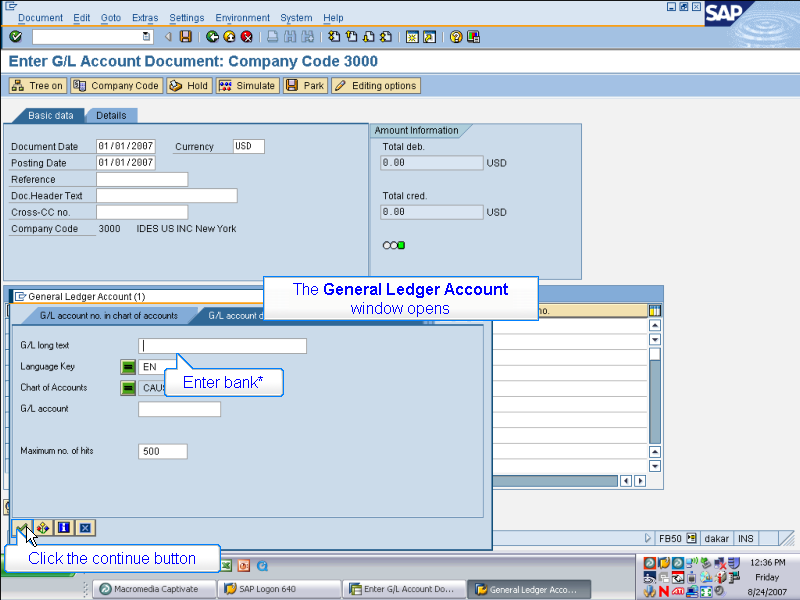 Document Edit Goto Extras Settings Environment System Help
SAP
Enter G/L Account Document: Company Code 3000
Tree on Company Code Hold Simulate Park Editing options
Basic data Details
Amount Information
Document Date 01/01/2007 Currency USD
Total deb.
Posting Date 01/01/2007
0.00 USD
Reference
Doc.Header Text
Total cred.
Cross-CC no.
0.00 USD
Company Code 3000 IDES US INC New York
General Ledger Account (1)
The General Ledger Account
window opens
no.
G/L account no. in chart of accounts G/L account
G/L long text
Language Key EN
Enter bank*
Chart of Accounts
G/L account
Maximum no. of hits 500
Click the continue button
FB50 dakar INS
12:36 PM
Friday
8/24/2007
Macromedia Captivate SAP Logon 640 Enter G/L Account Do... General Ledger Acco...